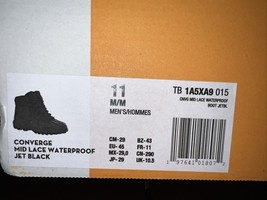 11
M/M
MEN'S/HOMMES
TB 1A5XA9 015
CNVG MID LACE WATERPROOF
BOOT JETBL
CONVERGE
MID LACE WATERPROOF
JET BLACK
CM-29 BZ-43
EU-45 FR-11
MX-29,0 CN-290
JP-29 UK-10.5